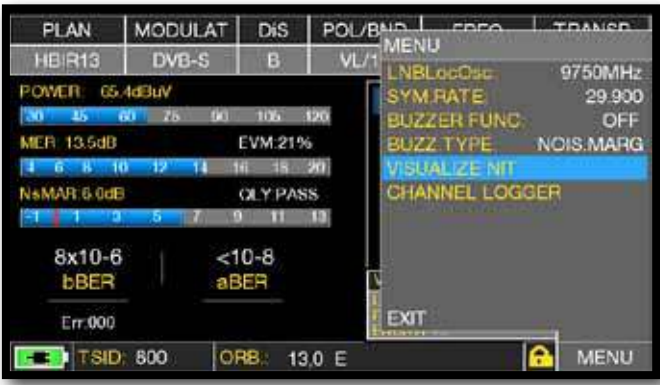 PLAN MODULAT DiS POL/BND FREQ TRANSP
HBIR13 DVB-S B VL/1
MENU
LNBLocOsc. 9750MHz
SYM.RATE 29.900
BUZZER FUNC. OFF
BUZZ TYPE. NOIS.MARG
VISUALIZE NIT
CHANNEL LOGGER
EXIT
POWER: 65.4dBuV
30 45 60 75 90 105 120
MER: 13.5dB EVM:21%
4 6 8 10 12 14 16 18 20
NsMAR:6.0dB QLY:PASS
-1 1 3 5 7 9 11 13
8x10-6 <10-8
bBER aBER
Err:000
TSID: 800 ORB.: 13,0 E MENU